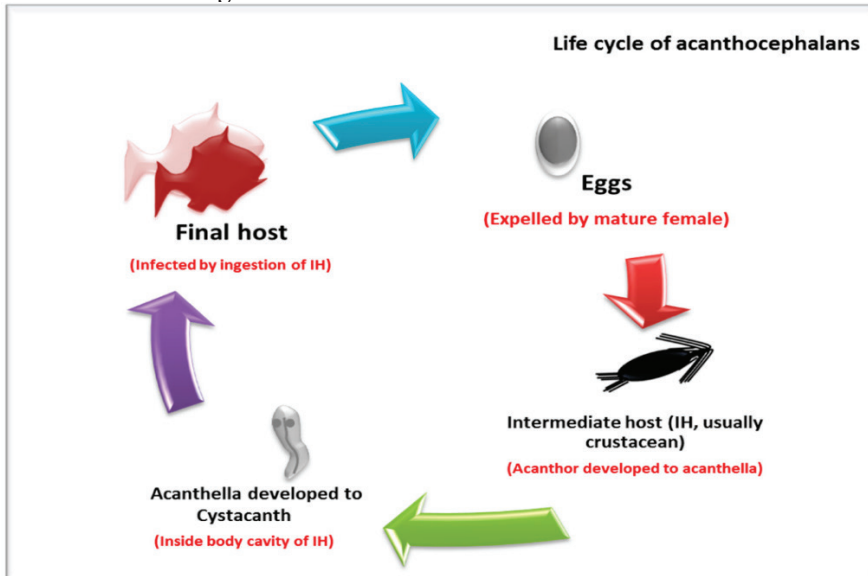 Life cycle of acanthocephalans
Final host
(Infected by ingestion of IH)
Eggs
(Expelled by mature female)
Intermediate host (IH, usually
crustacean)
(Acanthor developed to acanthella)
Acanthella developed to
Cystacanth
(Inside body cavity of IH)